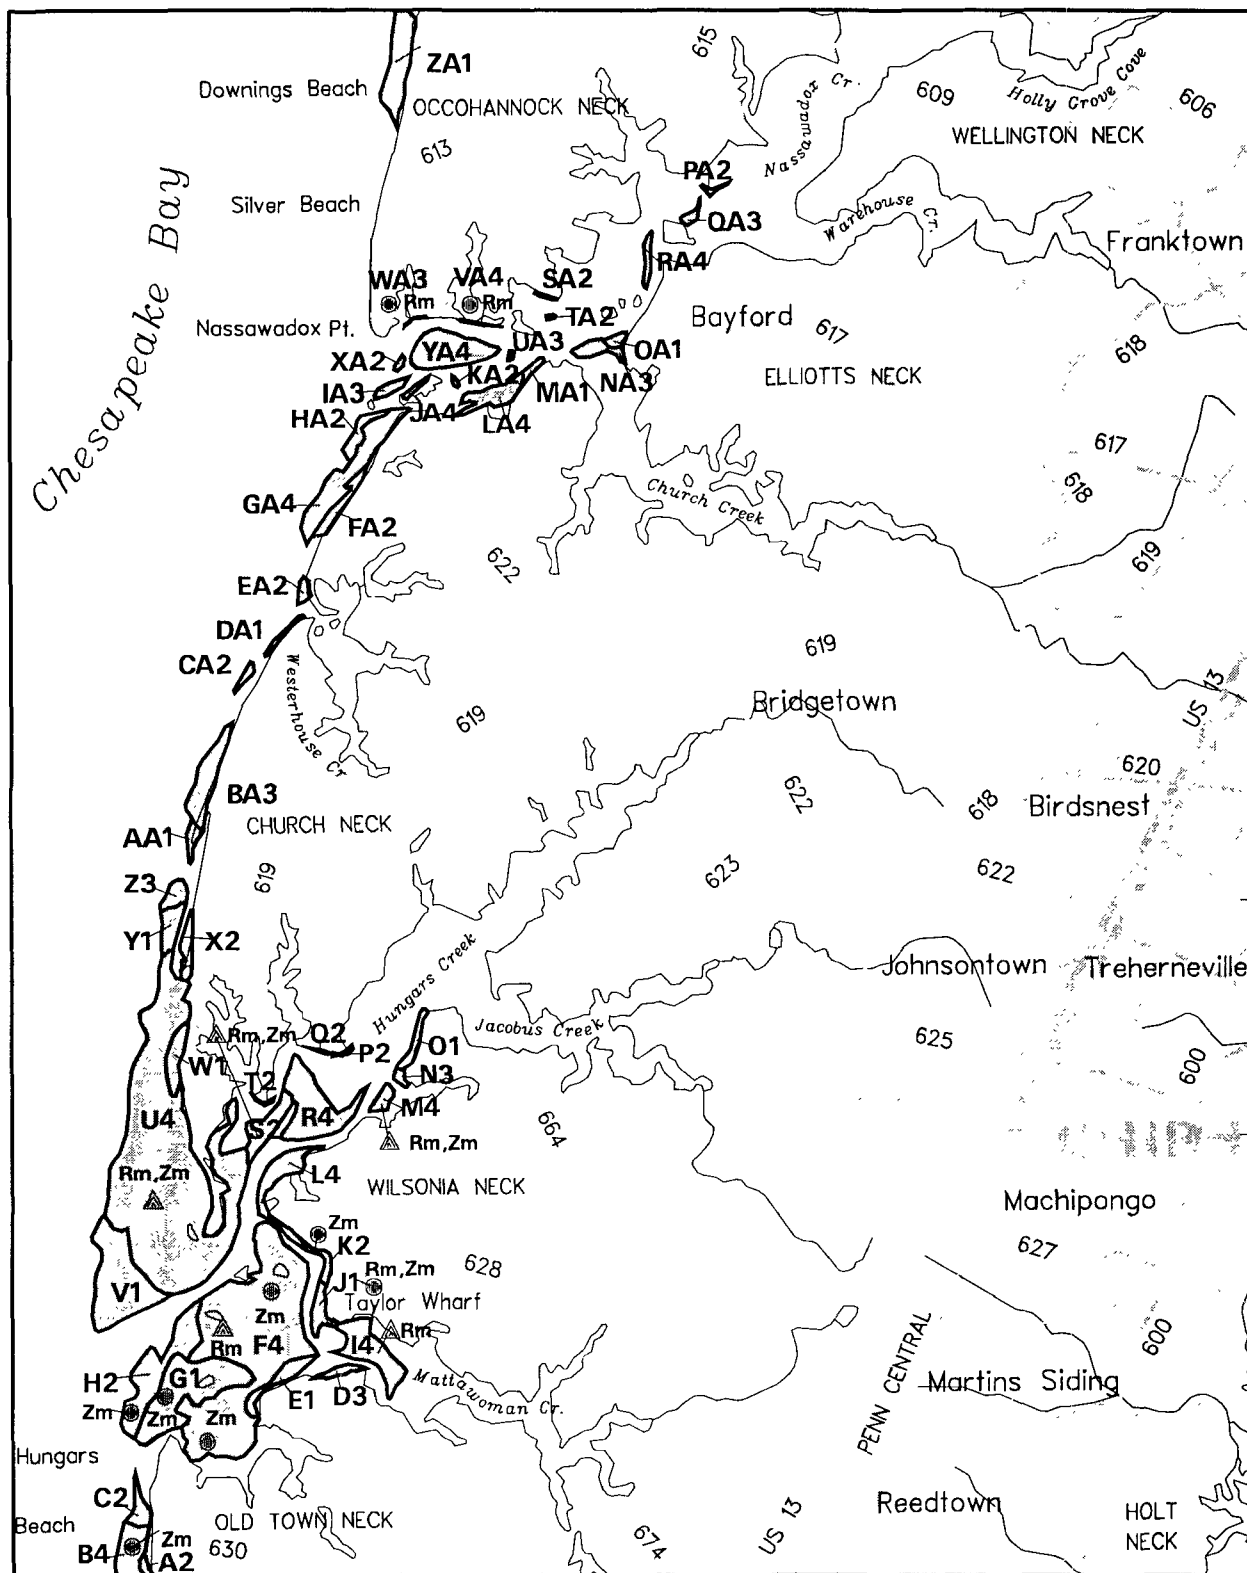 ZA1
615
Downings Beach
OCCOHANNOCK NECK
Nassawadox Cr.
609
Holly Grove Cove
606
WELLINGTON NECK
613
PA2
Silver Beach
QA3
Warehouse Cr.
Franktown
Chesapeake Bay
RA4
WA3
VA4
SA2
Rm
Rm
TA2
Bayford
617
Nassawadox Pt.
UA3
618
XA2
YA4
OA1
KA2
NA3
ELLIOTTS NECK
IA3
MA1
HA2
JA4
LA4
617
618
GA4
FA2
Church Creek
622
619
EA2
DA1
619
CA2
Westerhouse Cr
Bridgetown
US 13
619
620
BA3
622
618
Birdsnest
CHURCH NECK
AA1
619
623
622
Z3
Y1
X2
Hungars Creek
Johnsontown
Treherneville
Rm,Zm
Q2
P2
Jacobus Creek
O1
625
600
W1
N3
T2
M4
U4
R4
S2
664
Rm,Zm
Rm,Zm
L4
WILSONIA NECK
Machipongo
Zm
K2
627
628
V1
J1
Rm,Zm
Taylor Wharf
Zm
Rm
F4
I4
Rm
600
PENN CENTRAL
H2
G1
Martins Siding
E1
D3
Mattawoman Cr.
Zm
Zm
Zm
Hungars
C2
Reedtown
Beach
OLD TOWN NECK
HOLT
NECK
US 13
674
Zm
630
B4
A2